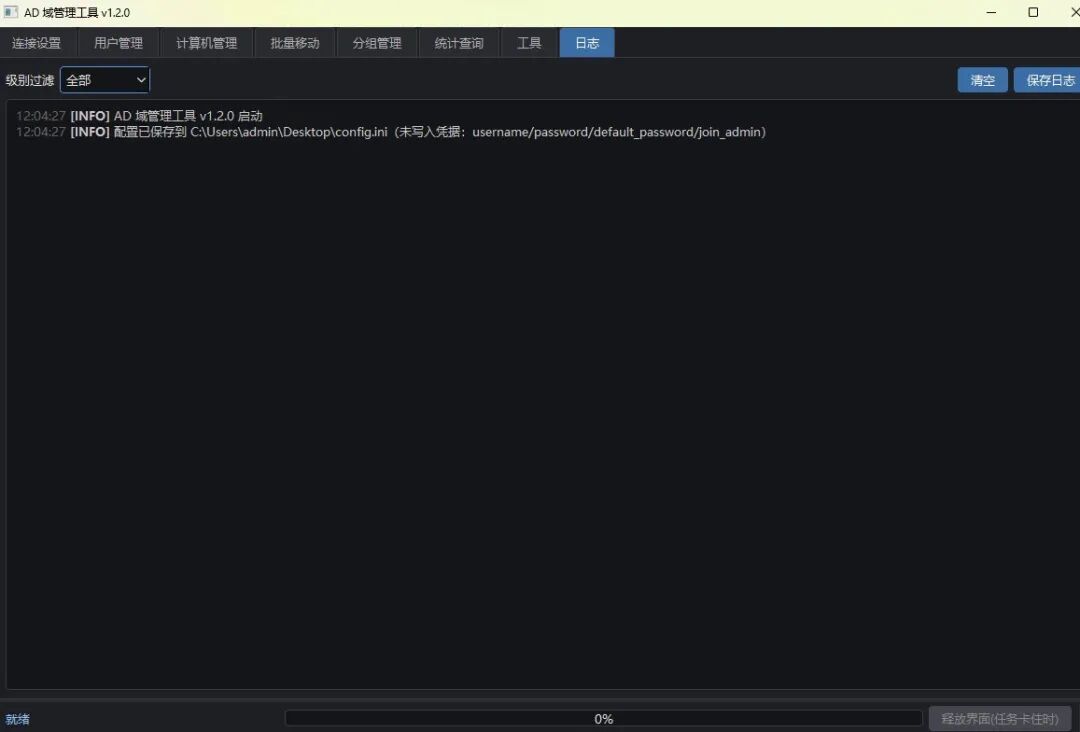 AD 域管理工具 v1.2.0
连接设置 用户管理 计算机管理 批量移动 分组管理 统计查询 工具 日志
级别过滤 全部 清空 保存日志
12:04:27 [INFO] AD 域管理工具 v1.2.0 启动
12:04:27 [INFO] 配置已保存到 C:\Users\admin\Desktop\config.ini（未写入凭据：username/password/default_password/join_admin）
就绪 0% 释放界面(任务卡住时)